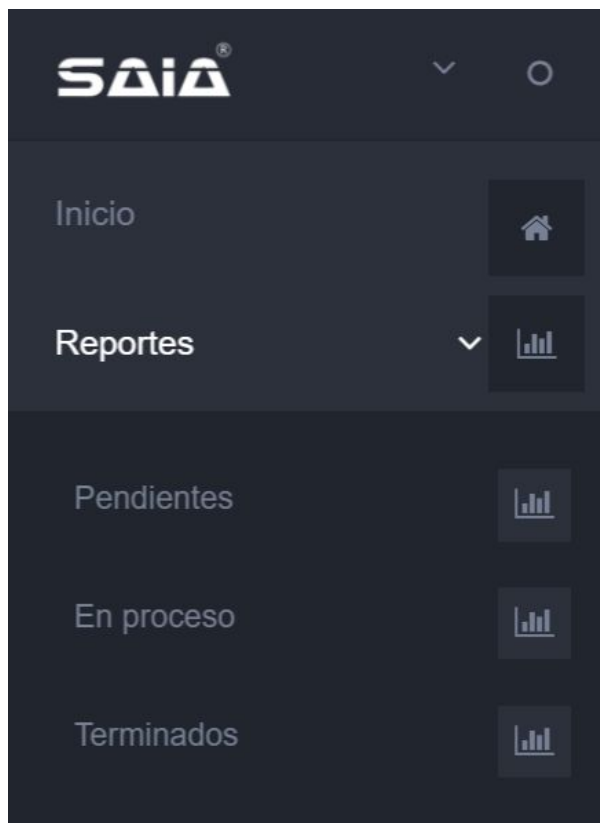 SAiA®
Inicio
Reportes
Pendientes
En proceso
Terminados